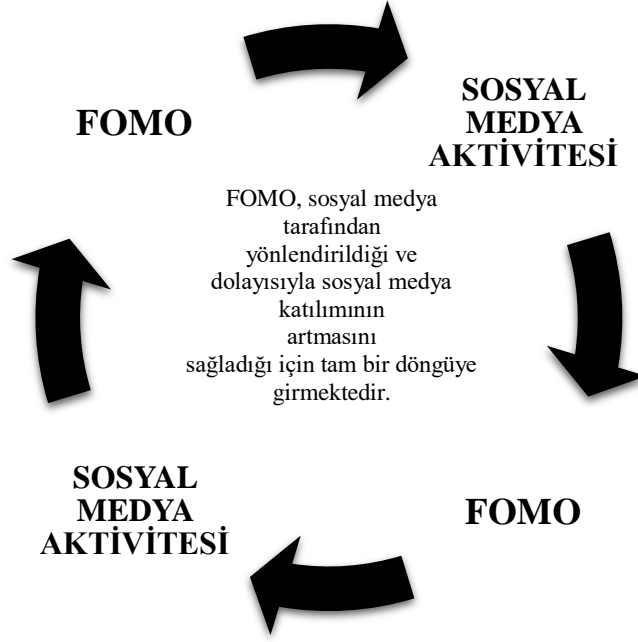 FOMO
SOSYAL
MEDYA
AKTİVİTESİ
FOMO, sosyal medya
tarafından
yönlendirildiği ve
dolayısıyla sosyal medya
katılımının
artmasını
sağladığı için tam bir döngüye
girmektedir.
SOSYAL
MEDYA
AKTİVİTESİ
FOMO